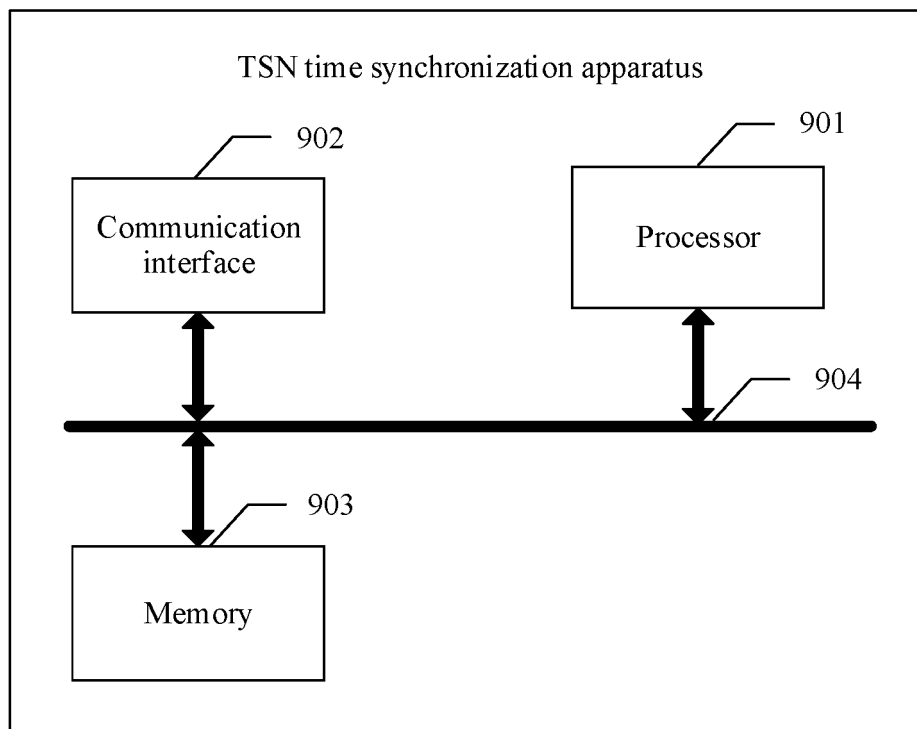 TSN time synchronization apparatus
902
901
Communication
interface
Processor
904
903
Memory